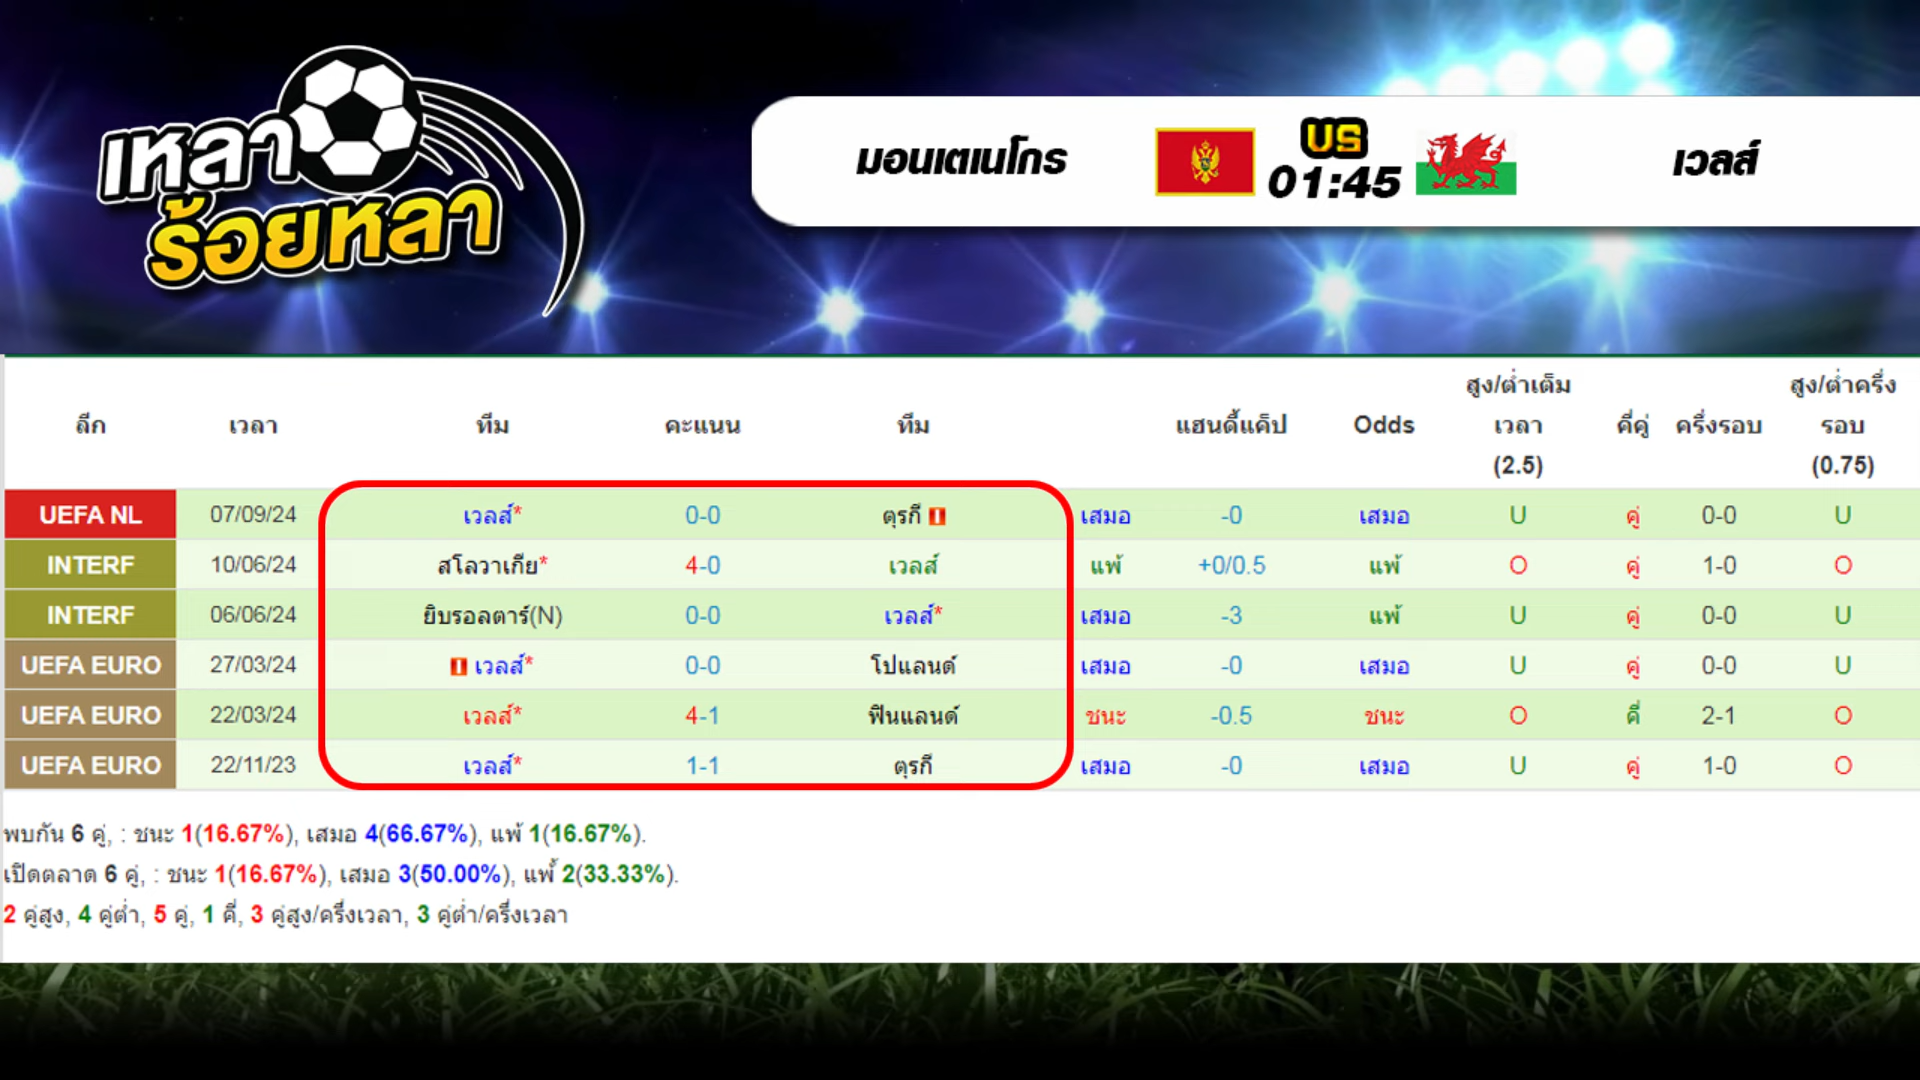 เหลา
ร้อยหลา
มอนเตเนโกร VS 01:45 เวลส์
ลีก เวลา ทีม คะแนน ทีม แฮนดี้แค็ป Odds สูง/ต่ำเต็มเวลา (2.5) คี่คู่ ครึ่งรอบ สูง/ต่ำครึ่งรอบ (0.75)
UEFA NL 07/09/24 เวลส์* 0-0 ตุรกี เสมอ -0 เสมอ U คู่ 0-0 U
INTERF 10/06/24 สโลวาเกีย* 4-0 เวลส์ แพ้ +0/0.5 แพ้ O คู่ 1-0 O
INTERF 06/06/24 ยิบรอลตาร์(N) 0-0 เวลส์* เสมอ -3 แพ้ U คู่ 0-0 U
UEFA EURO 27/03/24 เวลส์* 0-0 โปแลนด์ เสมอ -0 เสมอ U คู่ 0-0 U
UEFA EURO 22/03/24 เวลส์* 4-1 ฟินแลนด์ ชนะ -0.5 ชนะ O คี่ 2-1 O
UEFA EURO 22/11/23 เวลส์* 1-1 ตุรกี เสมอ -0 เสมอ U คู่ 1-0 O
พบกัน 6 คู่, : ชนะ 1(16.67%), เสมอ 4(66.67%), แพ้ 1(16.67%).
เปิดตลาด 6 คู่, : ชนะ 1(16.67%), เสมอ 3(50.00%), แพ้ 2(33.33%).
2 คู่สูง, 4 คู่ต่ำ, 5 คู่, 1 คี่, 3 คู่สูง/ครึ่งเวลา, 3 คู่ต่ำ/ครึ่งเวลา